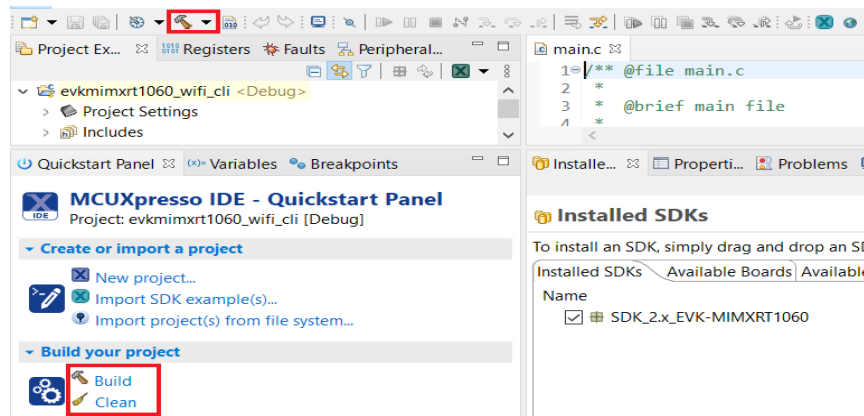 Project Ex... Registers Faults Peripheral...
evkmimxrt1060_wifi_cli <Debug>
Project Settings
Includes
main.c
1 /** @file main.c
2 *
3 * @brief main file
4 *
Quickstart Panel (x)= Variables Breakpoints
IDE
MCUXpresso IDE - Quickstart Panel
Project: evkmimxrt1060_wifi_cli [Debug]
Create or import a project
New project...
Import SDK example(s)...
Import project(s) from file system...
Build your project
Build
Clean
Installe... Properti... Problems
Installed SDKs
To install an SDK, simply drag and drop an SD
Installed SDKs Available Boards Available
Name
SDK_2.x_EVK-MIMXRT1060